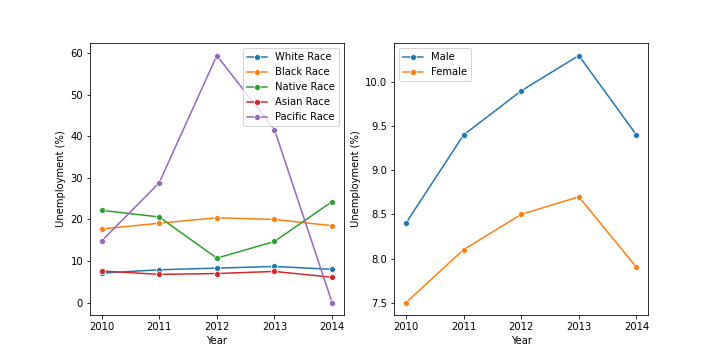 Unemployment (%)
60
50
40
30
20
10
0
2010 2011 2012 2013 2014
Year
White Race
Black Race
Native Race
Asian Race
Pacific Race
Unemployment (%)
10.0
9.5
9.0
8.5
8.0
7.5
2010 2011 2012 2013 2014
Year
Male
Female